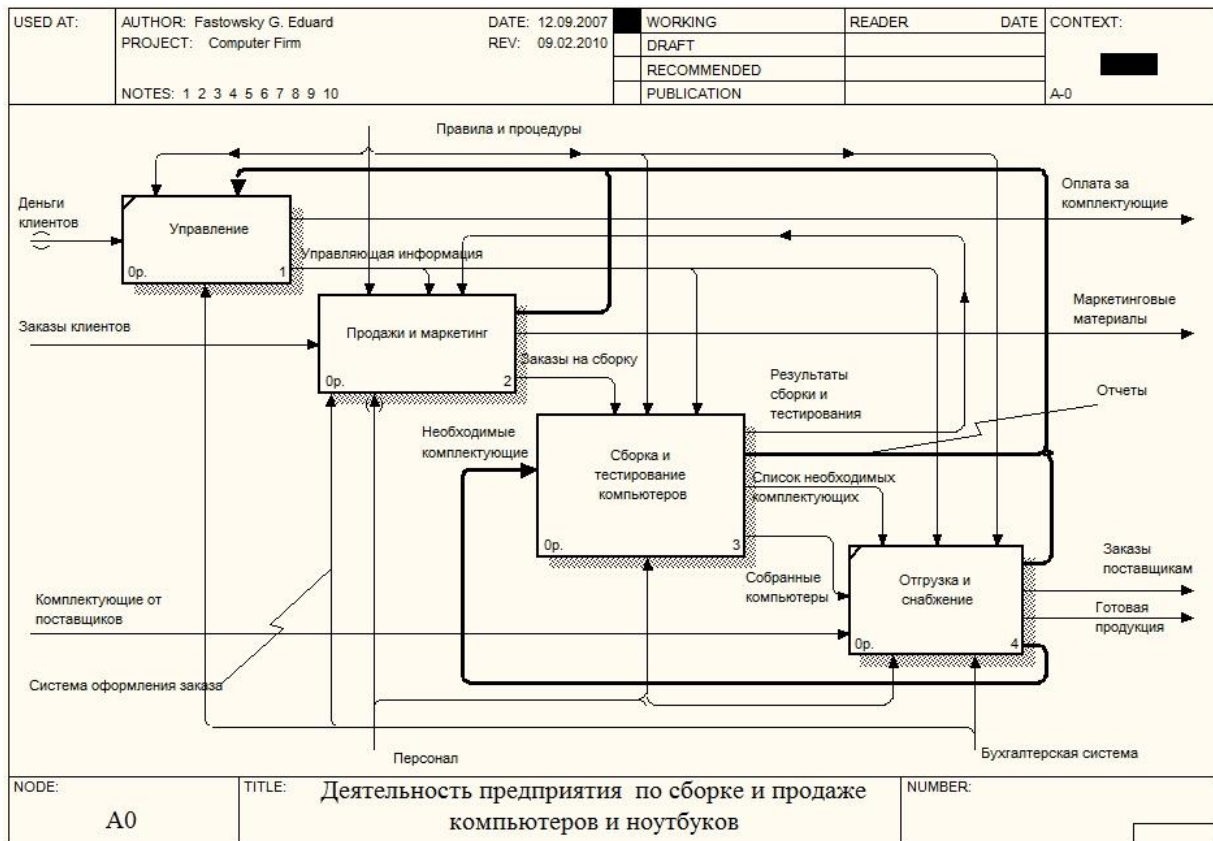 USED AT:
AUTHOR: Fastowsky G. Eduard
DATE: 12.09.2007
PROJECT: Computer Firm
REV: 09.02.2010
NOTES: 1 2 3 4 5 6 7 8 9 10
WORKING
DRAFT
RECOMMENDED
PUBLICATION
READER
DATE
CONTEXT:
A-0
Правила и процедуры
Деньги
клиентов
Управление
0р.
1
Оплата за
комплектующие
Управляющая информация
Заказы клиентов
Продажи и маркетинг
0р.
2
Маркетинговые
материалы
Заказы на сборку
Результаты
сборки и
тестирования
Отчеты
Необходимые
комплектующие
Сборка и
тестирование
компьютеров
0р.
3
Список необходимых
комплектующих
Собранные
компьютеры
Отгрузка и
снабжение
0р.
4
Заказы
поставщикам
Готовая
продукция
Комплектующие от
поставщиков
Система оформления заказа
Персонал
Бухгалтерская система
NODE:
A0
TITLE:
Деятельность предприятия по сборке и продаже
компьютеров и ноутбуков
NUMBER: